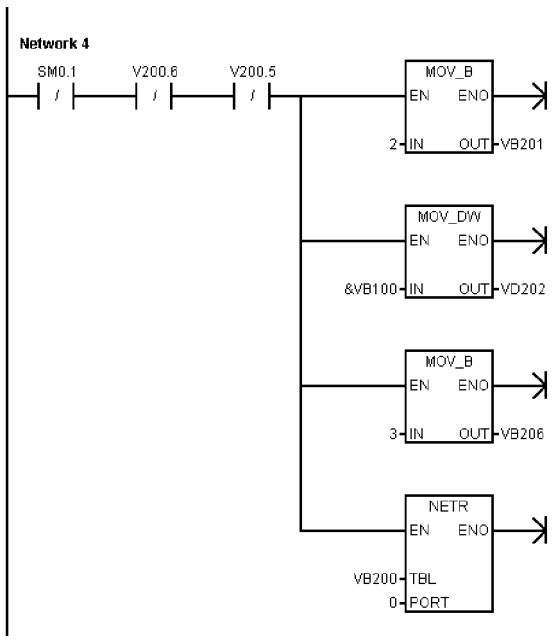 Network 4
SM0.1 V200.6 V200.5
/ / /
MOV_B
EN ENO
2 IN OUT VB201
MOV_DW
EN ENO
&VB100 IN OUT VD202
MOV_B
EN ENO
3 IN OUT VB206
NETR
EN ENO
VB200 TBL
0 PORT